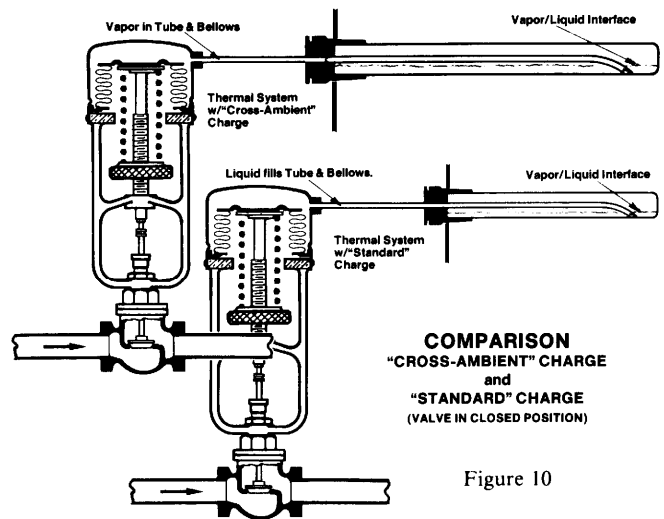 Vapor in Tube & Bellows
Vapor/Liquid Interface
Thermal System
w/"Cross-Ambient"
Charge
Liquid fills Tube & Bellows.
Vapor/Liquid Interface
Thermal System
w/"Standard"
Charge
COMPARISON
"CROSS-AMBIENT" CHARGE
and
"STANDARD" CHARGE
(VALVE IN CLOSED POSITION)
Figure 10